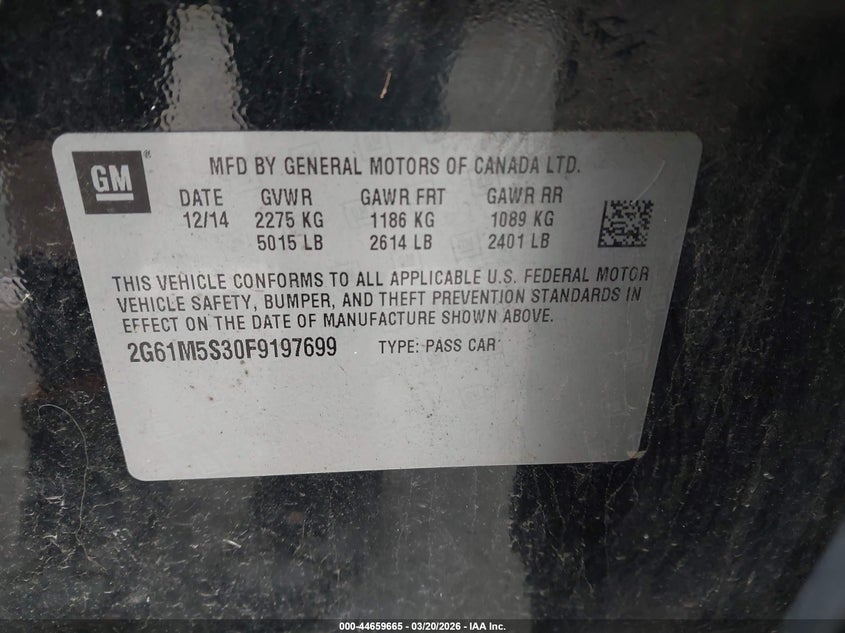 GM®
MFD BY GENERAL MOTORS OF CANADA LTD.
DATE GVWR GAWR FRT GAWR RR
12/14 2275 KG 1186 KG 1089 KG
5015 LB 2614 LB 2401 LB
THIS VEHICLE CONFORMS TO ALL APPLICABLE U.S. FEDERAL MOTOR
VEHICLE SAFETY, BUMPER, AND THEFT PREVENTION STANDARDS IN
EFFECT ON THE DATE OF MANUFACTURE SHOWN ABOVE.
2G61M5S30F9197699 TYPE: PASS CAR
000-44659665 - 03/20/2026 - IAA Inc.